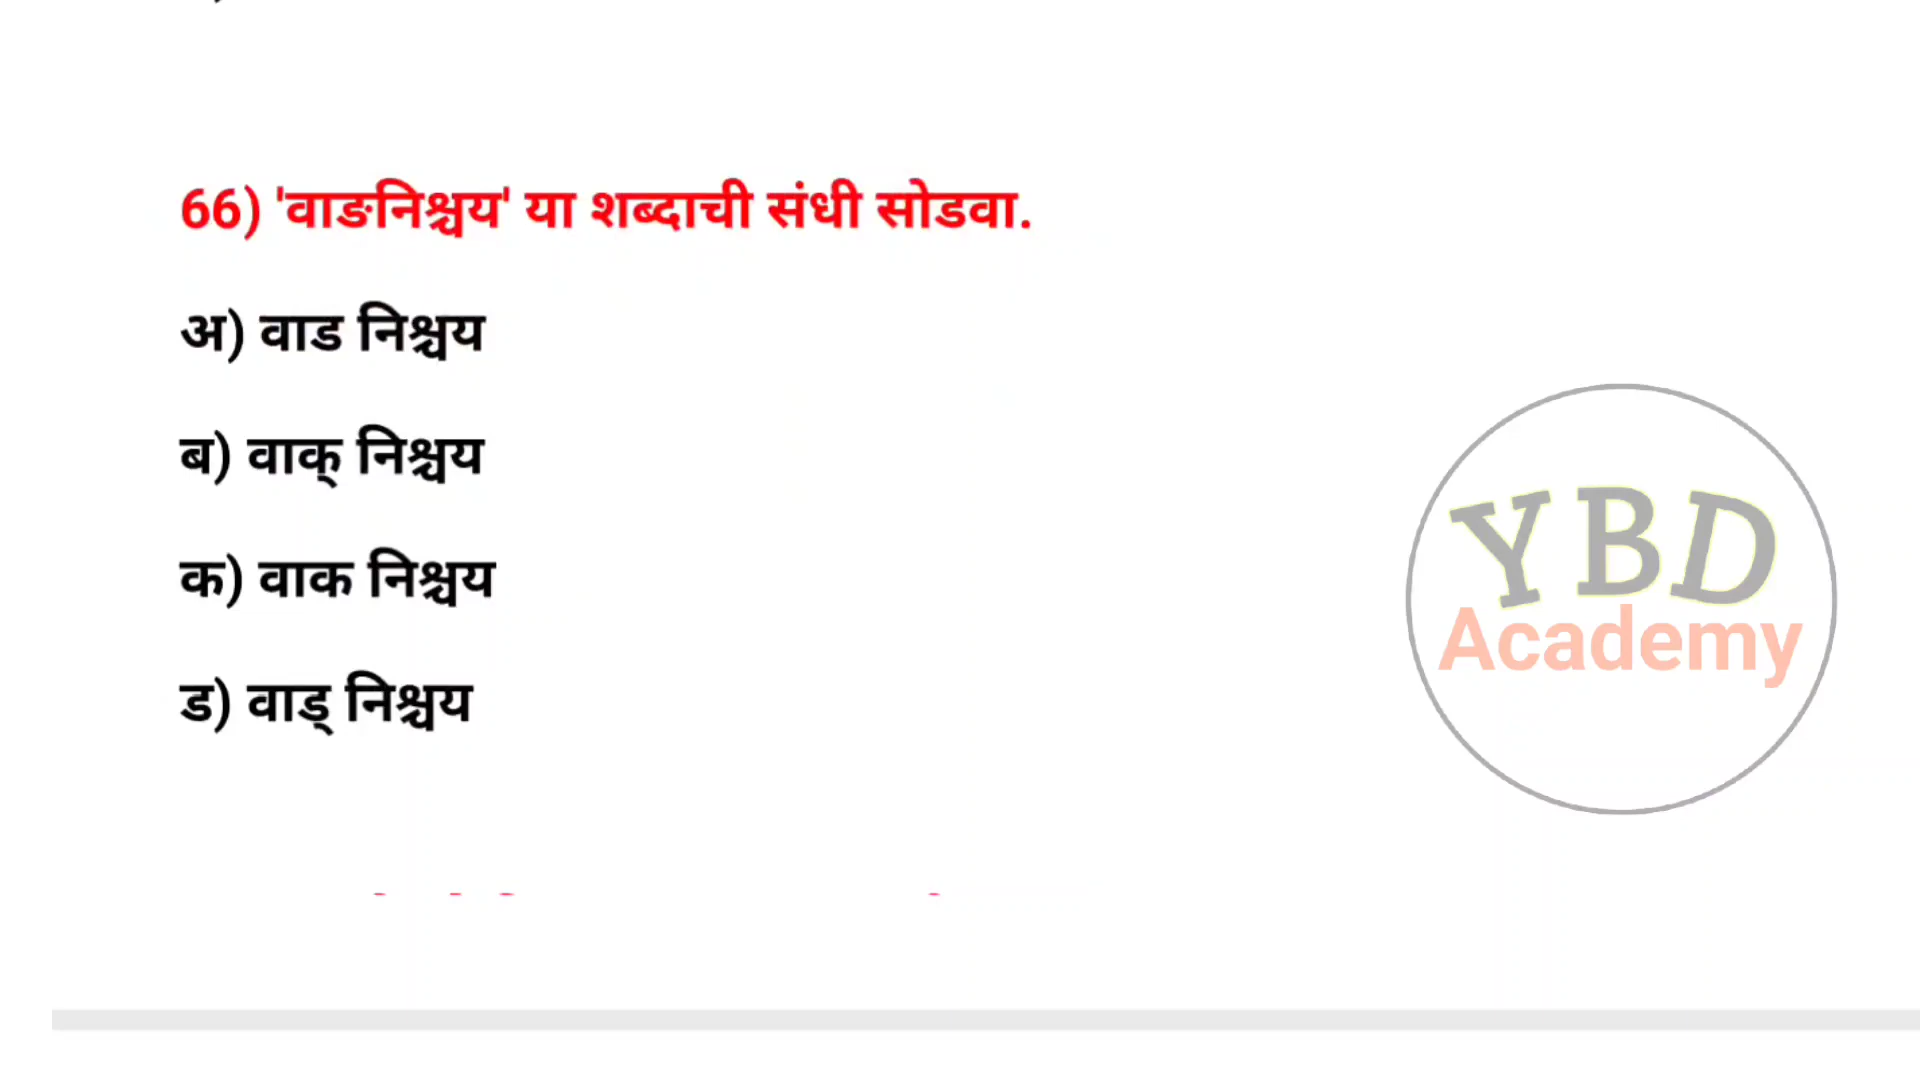 66) 'वाङनिश्चय' या शब्दाची संधी सोडवा.
अ) वाड निश्चय
ब) वाक् निश्चय
क) वाक निश्चय
ड) वाड् निश्चय
YBD
Academy